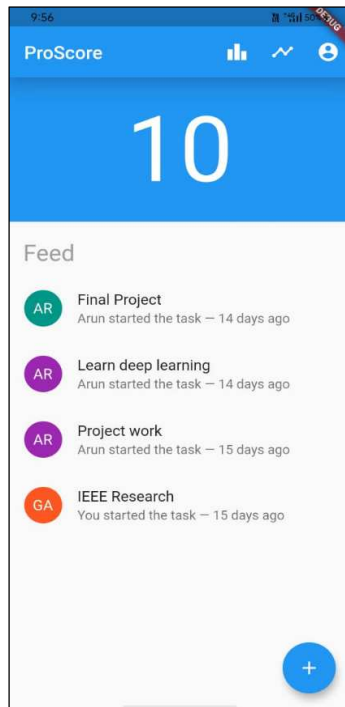 9:56
50
DEBUG
ProScore
10
Feed
AR
Final Project
Arun started the task — 14 days ago
AR
Learn deep learning
Arun started the task — 14 days ago
AR
Project work
Arun started the task — 15 days ago
GA
IEEE Research
You started the task — 15 days ago
+